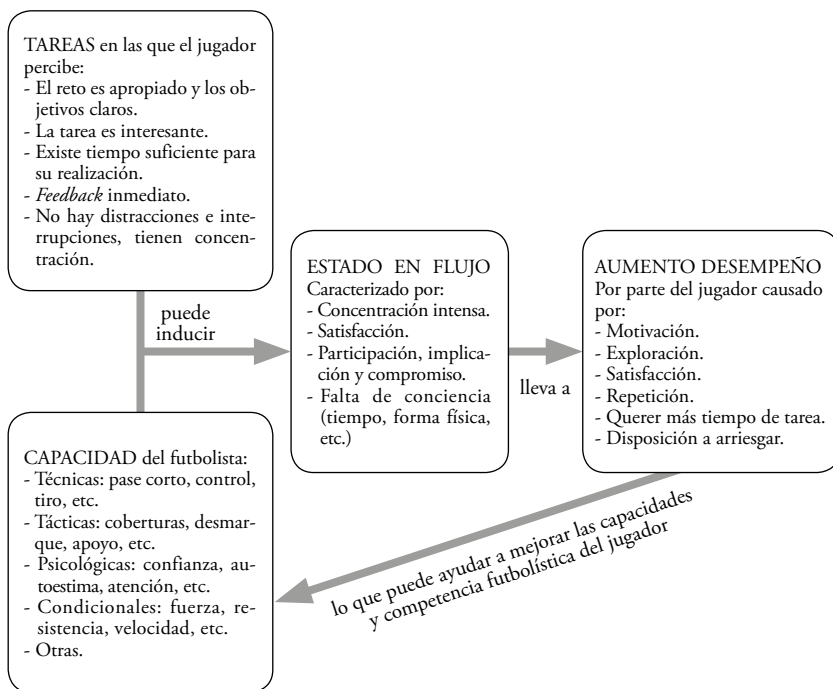 TAREAS en las que el jugador
percibe:
- El reto es apropiado y los ob-
jetivos claros.
- La tarea es interesante.
- Existe tiempo suficiente para
su realización.
- Feedback inmediato.
- No hay distracciones e inte-
rrupciones, tienen concen-
tración.
puede
inducir
ESTADO EN FLUJO
Caracterizado por:
- Concentración intensa.
- Satisfacción.
- Participación, implica-
ción y compromiso.
- Falta de conciencia
(tiempo, forma física,
etc.)
lleva a
AUMENTO DESEMPEÑO
Por parte del jugador causado
por:
- Motivación.
- Exploración.
- Satisfacción.
- Repetición.
- Querer más tiempo de tarea.
- Disposición a arriesgar.
CAPACIDAD del futbolista:
- Técnicas: pase corto, control,
tiro, etc.
- Tácticas: coberturas, desmar-
que, apoyo, etc.
- Psicológicas: confianza, au-
toestima, atención, etc.
- Condicionales: fuerza, re-
sistencia, velocidad, etc.
- Otras.
lo que puede ayudar a mejorar las capacidades
y competencia futbolística del jugador